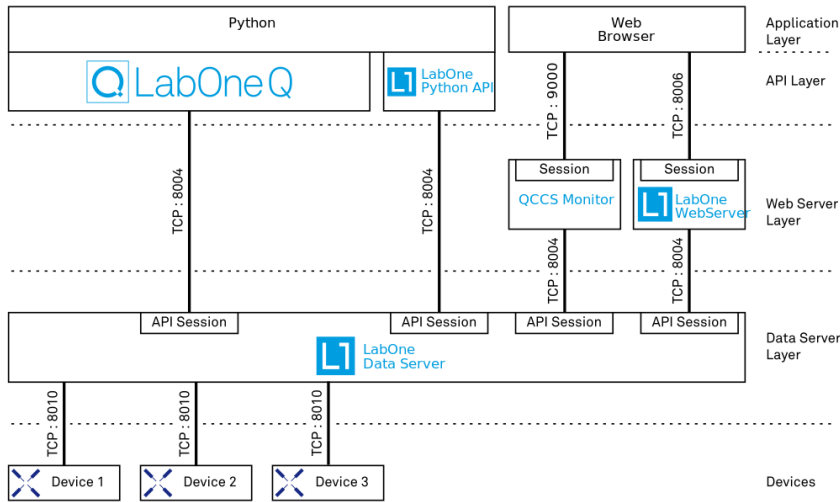 Python
Web
Browser
Application
Layer
LabOne Q
L1
LabOne
Python API
API Layer
TCP : 9000
TCP : 8006
TCP : 8004
TCP : 8004
Session
Session
QCCS Monitor
L1
LabOne
WebServer
Web Server
Layer
TCP : 8004
TCP : 8004
API Session
API Session
API Session
API Session
L1
LabOne
Data Server
Data Server
Layer
TCP : 8010
TCP : 8010
TCP : 8010
Device 1
Device 2
Device 3
Devices